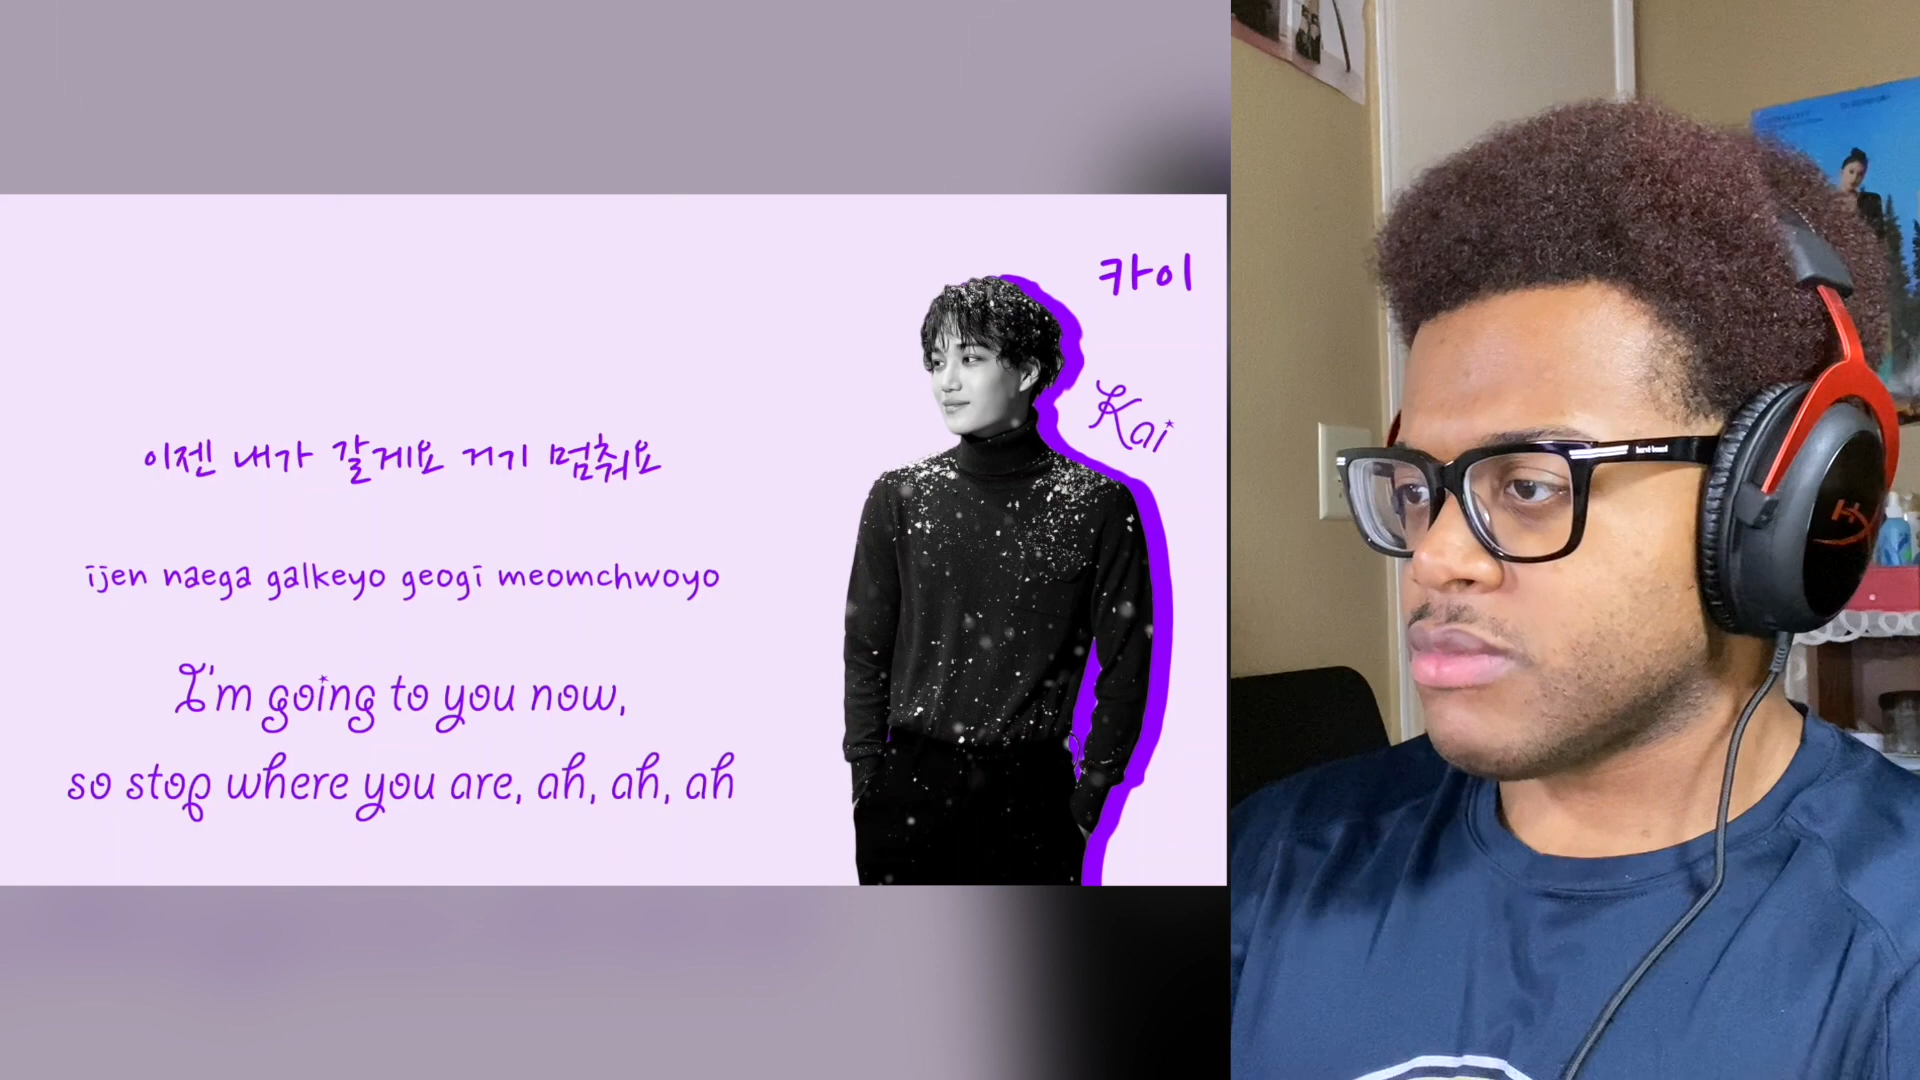 카이
Kai
이젠 내가 갈게요 거기 멈춰요
ijen naega galkeyo geogi meomchwoyo
I'm going to you now,
so stop where you are, ah, ah, ah